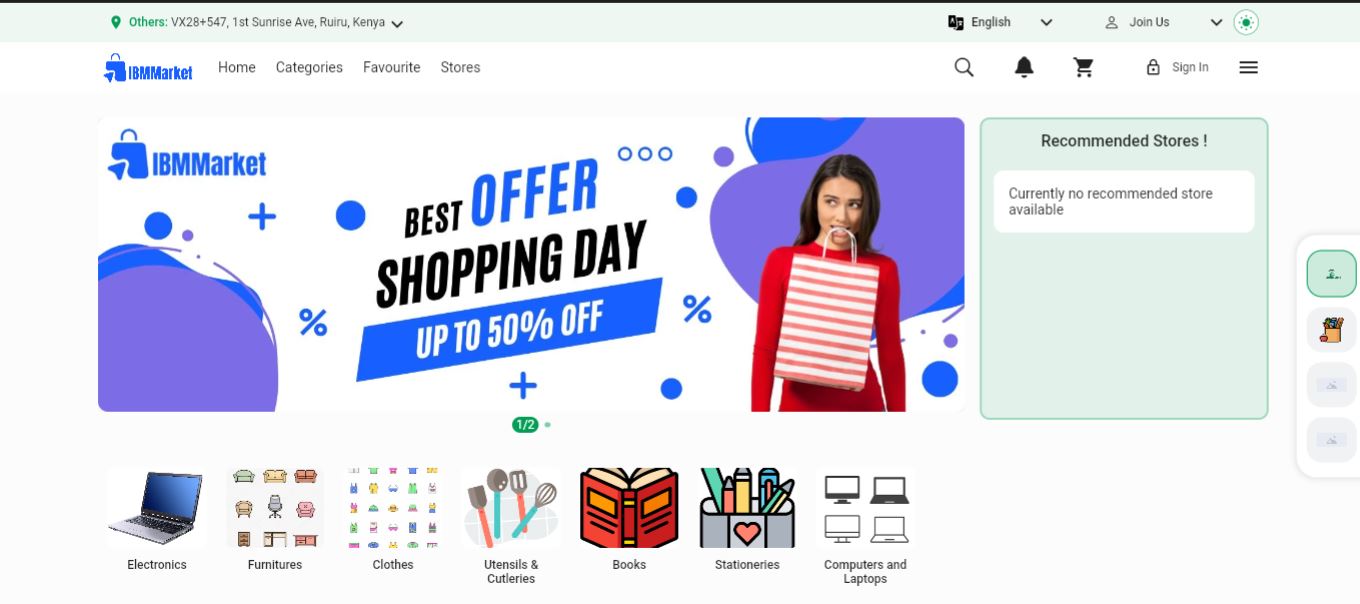 Others: VX28+547, 1st Sunrise Ave, Ruiru, Kenya
English
Join Us
IBMMarket
Home
Categories
Favourite
Stores
Sign In
IBMMarket
BEST OFFER
SHOPPING DAY
UP TO 50% OFF
%
%
1/2
Recommended Stores !
Currently no recommended store
available
Electronics
Furnitures
Clothes
Utensils &
Cutleries
Books
Stationeries
Computers and
Laptops